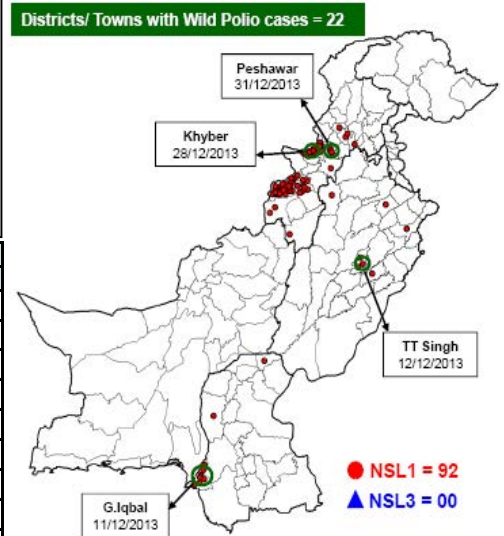 Districts/ Towns with Wild Polio cases = 22
Peshawar
31/12/2013
Khyber
28/12/2013
TT Singh
12/12/2013
NSL1 = 92
NSL3 = 00
G.Iqbal
11/12/2013